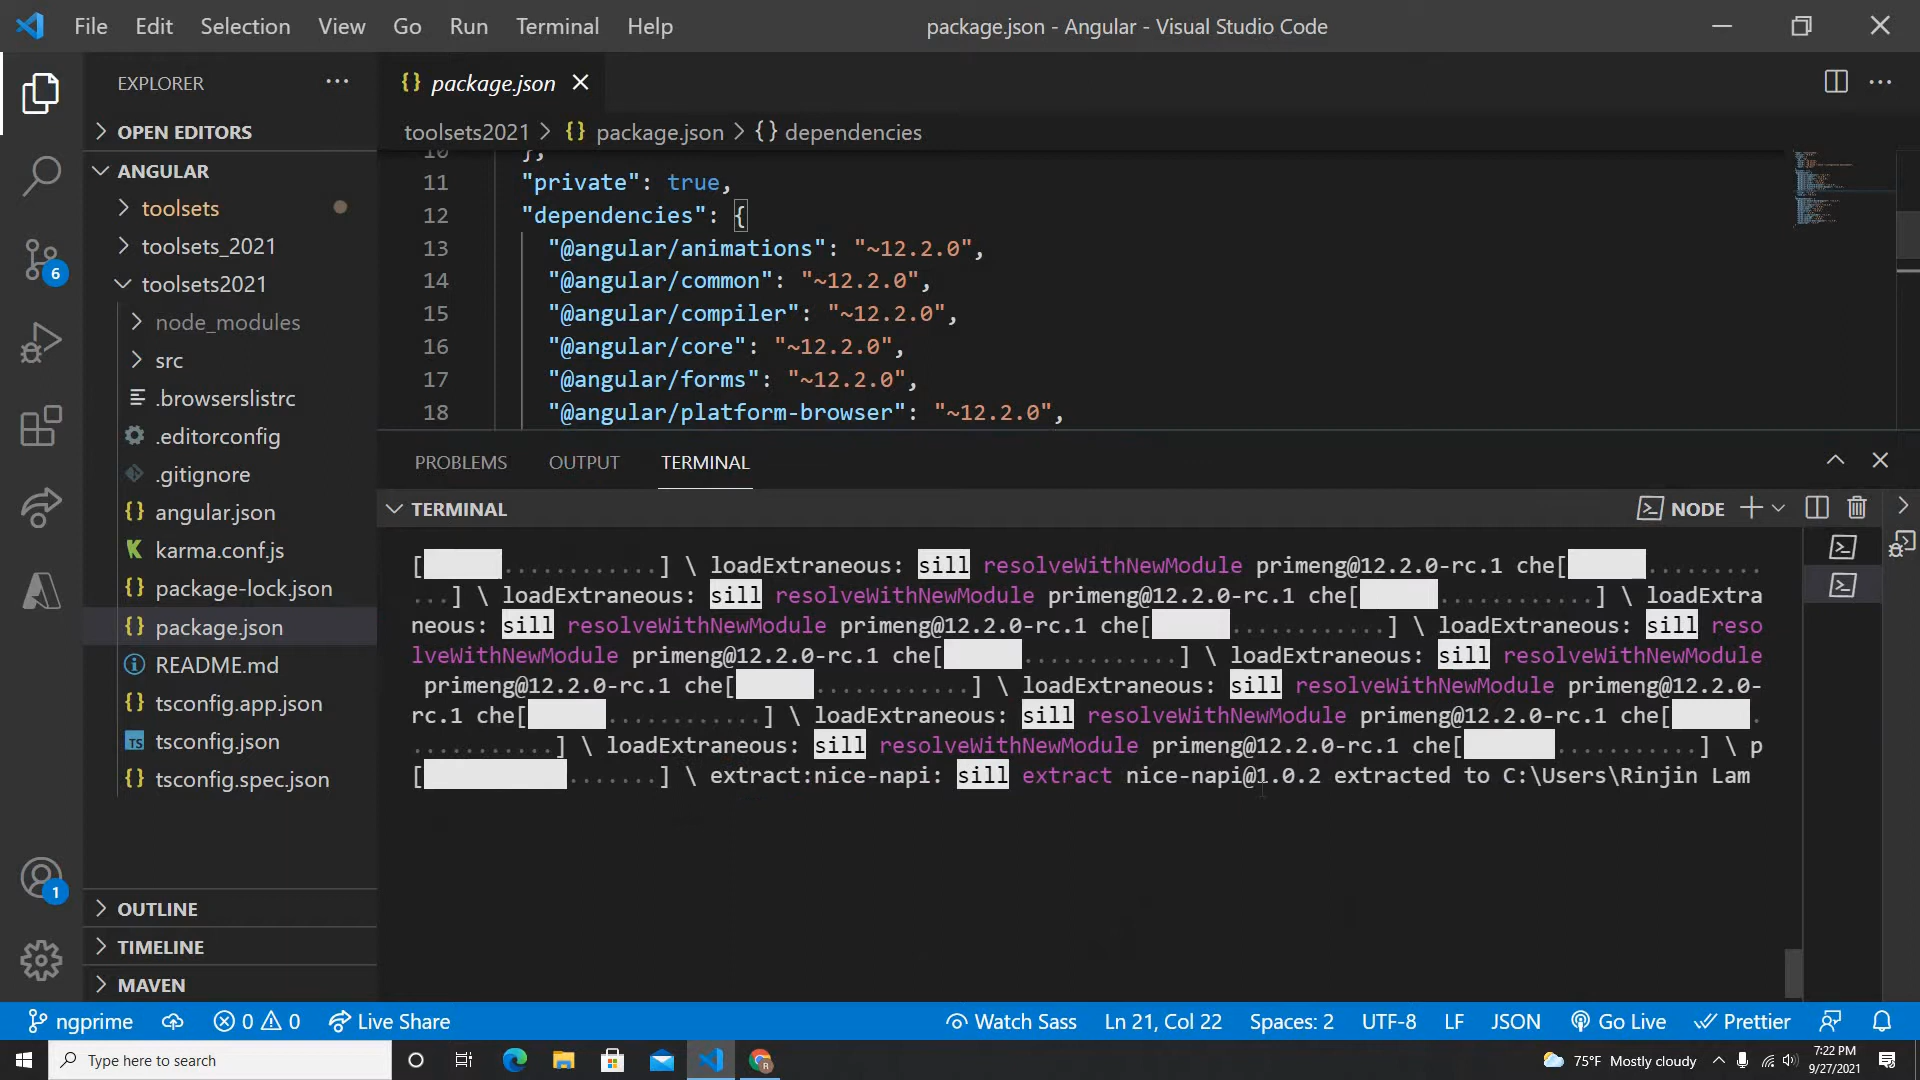 File Edit Selection View Go Run Terminal Help
package.json - Angular - Visual Studio Code
EXPLORER
OPEN EDITORS
ANGULAR
toolsets
toolsets_2021
toolsets2021
node_modules
src
.browserslistrc
.editorconfig
.gitignore
angular.json
karma.conf.js
package-lock.json
package.json
README.md
tsconfig.app.json
TS tsconfig.json
tsconfig.spec.json
OUTLINE
TIMELINE
MAVEN
6
1
{} package.json
toolsets2021 > {} package.json > {} dependencies
10 },
11 "private": true,
12 "dependencies": {
13 "@angular/animations": "~12.2.0",
14 "@angular/common": "~12.2.0",
15 "@angular/compiler": "~12.2.0",
16 "@angular/core": "~12.2.0",
17 "@angular/forms": "~12.2.0",
18 "@angular/platform-browser": "~12.2.0",
PROBLEMS OUTPUT TERMINAL
TERMINAL
NODE
[ ............] \ loadExtraneous: sill resolveWithNewModule primeng@12.2.0-rc.1 che[ .........
...] \ loadExtraneous: sill resolveWithNewModule primeng@12.2.0-rc.1 che[ ............] \ loadExtra
neous: sill resolveWithNewModule primeng@12.2.0-rc.1 che[ ............] \ loadExtraneous: sill reso
lveWithNewModule primeng@12.2.0-rc.1 che[ ............] \ loadExtraneous: sill resolveWithNewModule
primeng@12.2.0-rc.1 che[ ............] \ loadExtraneous: sill resolveWithNewModule primeng@12.2.0-
rc.1 che[ ............] \ loadExtraneous: sill resolveWithNewModule primeng@12.2.0-rc.1 che[ .
...........] \ loadExtraneous: sill resolveWithNewModule primeng@12.2.0-rc.1 che[ ...........] \ p
[ .......] \ extract:nice-napi: sill extract nice-napi@1.0.2 extracted to C:\Users\Rinjin Lam
ngprime 0 0 Live Share Watch Sass Ln 21, Col 22 Spaces: 2 UTF-8 LF JSON Go Live Prettier
Type here to search
75°F Mostly cloudy
7:22 PM
9/27/2021